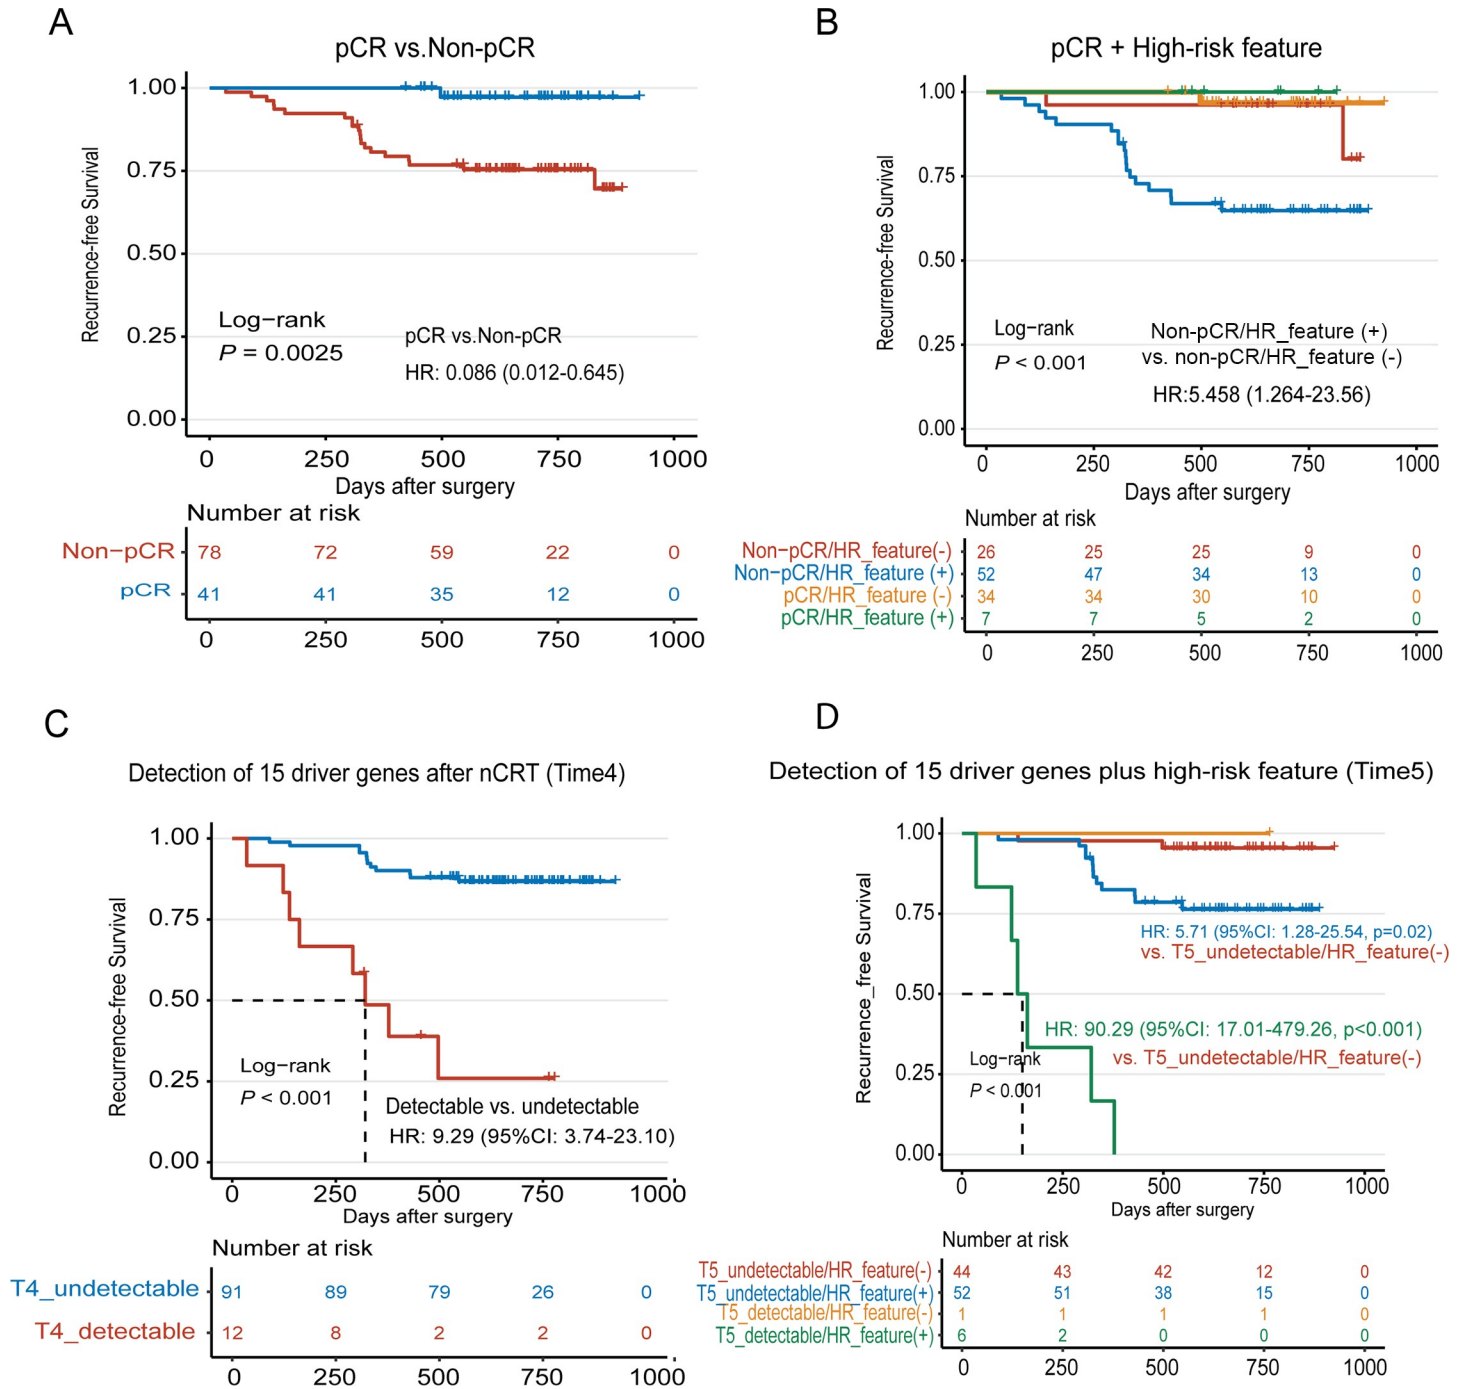 A
pCR vs.Non-pCR
Recurrence-free Survival
1.00
0.75
0.50
0.25
0.00
Log−rank
P = 0.0025
pCR vs.Non-pCR
HR: 0.086 (0.012-0.645)
0 250 500 750 1000
Days after surgery
Number at risk
Non−pCR 78 72 59 22 0
pCR 41 41 35 12 0
0 250 500 750 1000
B
pCR + High-risk feature
Recurrence-free Survival
1.00
0.75
0.50
0.25
0.00
Log−rank
P < 0.001
Non-pCR/HR_feature (+)
vs. non-pCR/HR_feature (-)
HR:5.458 (1.264-23.56)
0 250 500 750 1000
Days after surgery
Number at risk
Non−pCR/HR_feature(-) 26 25 25 9 0
Non−pCR/HR_feature (+) 52 47 34 13 0
pCR/HR_feature (-) 34 34 30 10 0
pCR/HR_feature (+) 7 7 5 2 0
0 250 500 750 1000
C
Detection of 15 driver genes after nCRT (Time4)
Recurrence-free Survival
1.00
0.75
0.50
0.25
0.00
Log−rank
P < 0.001
Detectable vs. undetectable
HR: 9.29 (95%CI: 3.74-23.10)
0 250 500 750 1000
Days after surgery
Number at risk
T4_undetectable 91 89 79 26 0
T4_detectable 12 8 2 2 0
0 250 500 750 1000
D
Detection of 15 driver genes plus high-risk feature (Time5)
Recurrence_free Survival
1.00
0.75
0.50
0.25
0.00
HR: 5.71 (95%CI: 1.28-25.54, p=0.02)
vs. T5_undetectable/HR_feature(-)
HR: 90.29 (95%CI: 17.01-479.26, p<0.001)
vs. T5_undetectable/HR_feature(-)
Log−rank
P < 0.001
0 250 500 750 1000
Days after surgery
Number at risk
T5_undetectable/HR_feature(-) 44 43 42 12 0
T5_undetectable/HR_feature(+) 52 51 38 15 0
T5_detectable/HR_feature(-) 1 1 1 1 0
T5_detectable/HR_feature(+) 6 2 0 0 0
0 250 500 750 1000